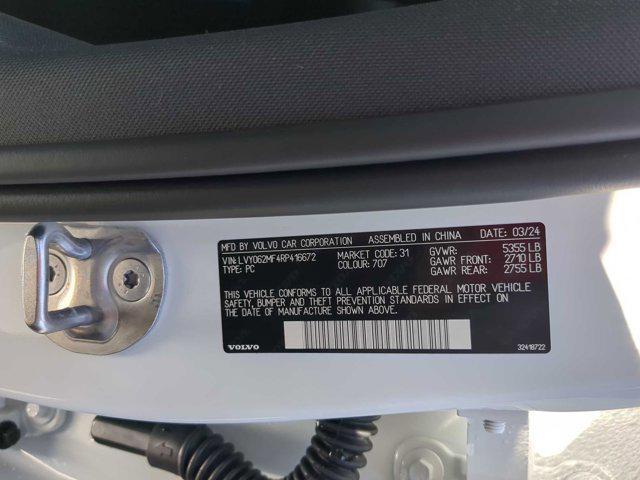 MFD BY VOLVO CAR CORPORATION ASSEMBLED IN CHINA DATE: 03/24
VIN: LVY062MF4RP416672 MARKET CODE: 31 GVWR: 5355 LB
TYPE: PC COLOUR: 707 GAWR FRONT: 2710 LB
GAWR REAR: 2755 LB
THIS VEHICLE CONFORMS TO ALL APPLICABLE FEDERAL MOTOR VEHICLE
SAFETY, BUMPER AND THEFT PREVENTION STANDARDS IN EFFECT ON
THE DATE OF MANUFACTURE SHOWN ABOVE.
VOLVO 32418722